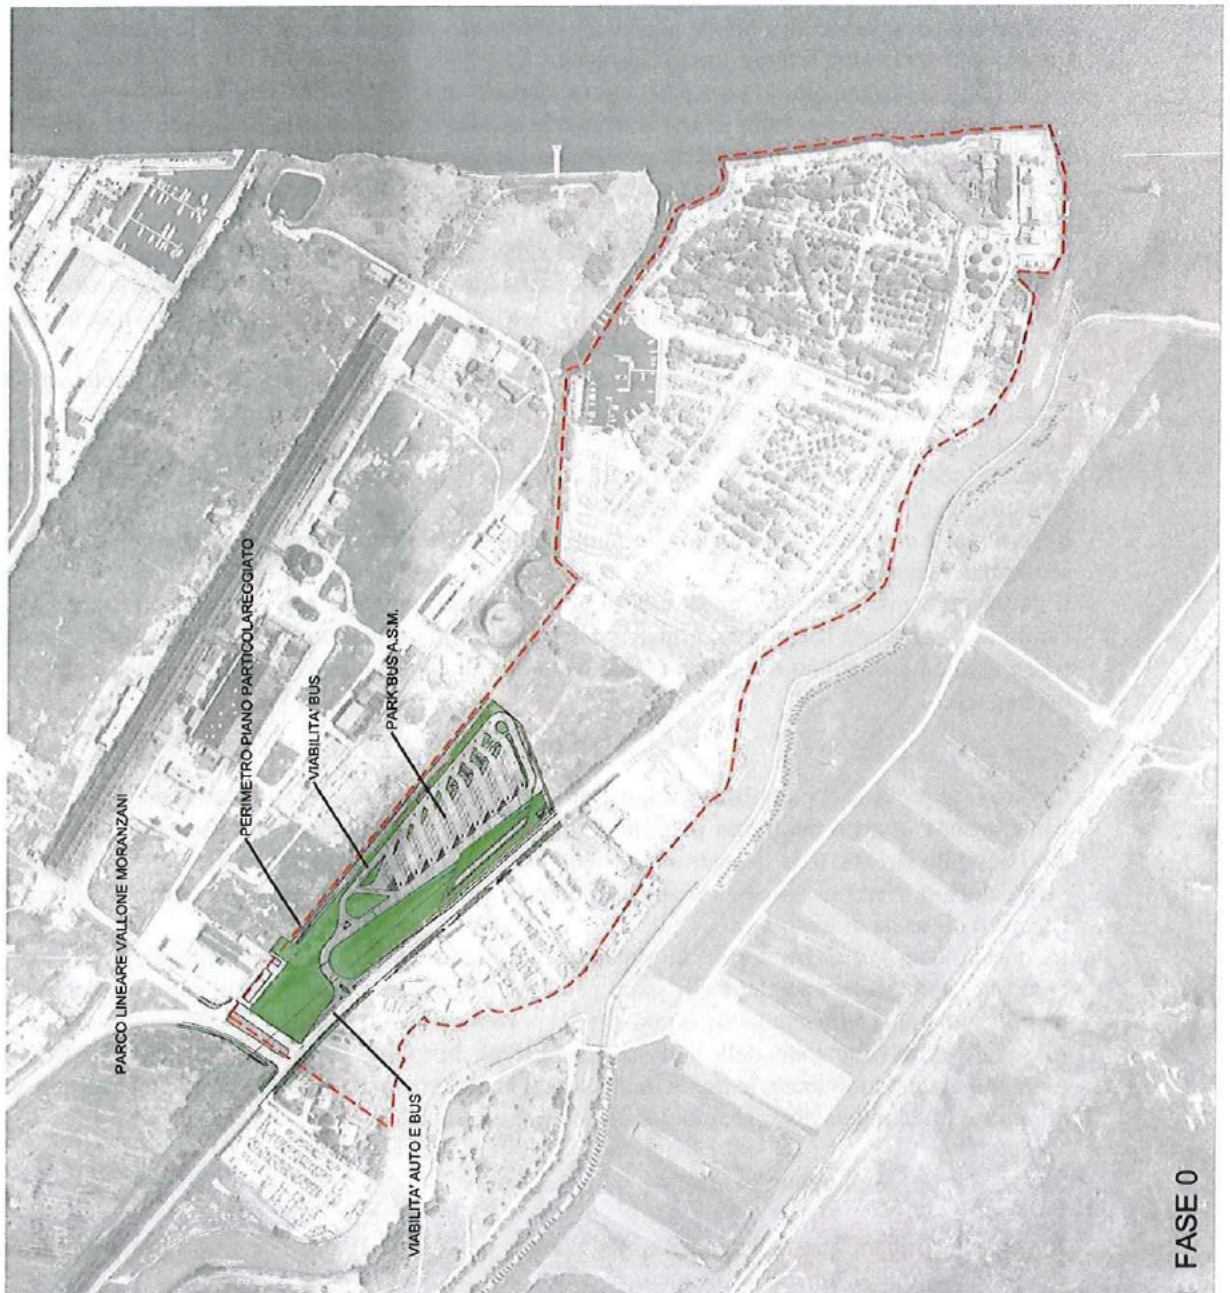 PARCO LINEARE VALLONE MORANZANI
PERIMETRO PIANO PARTICOLAREGGIATO
VIABILITA' BUS
PARK BUS A.S.M.
VIABILITA' AUTO E BUS
FASE 0